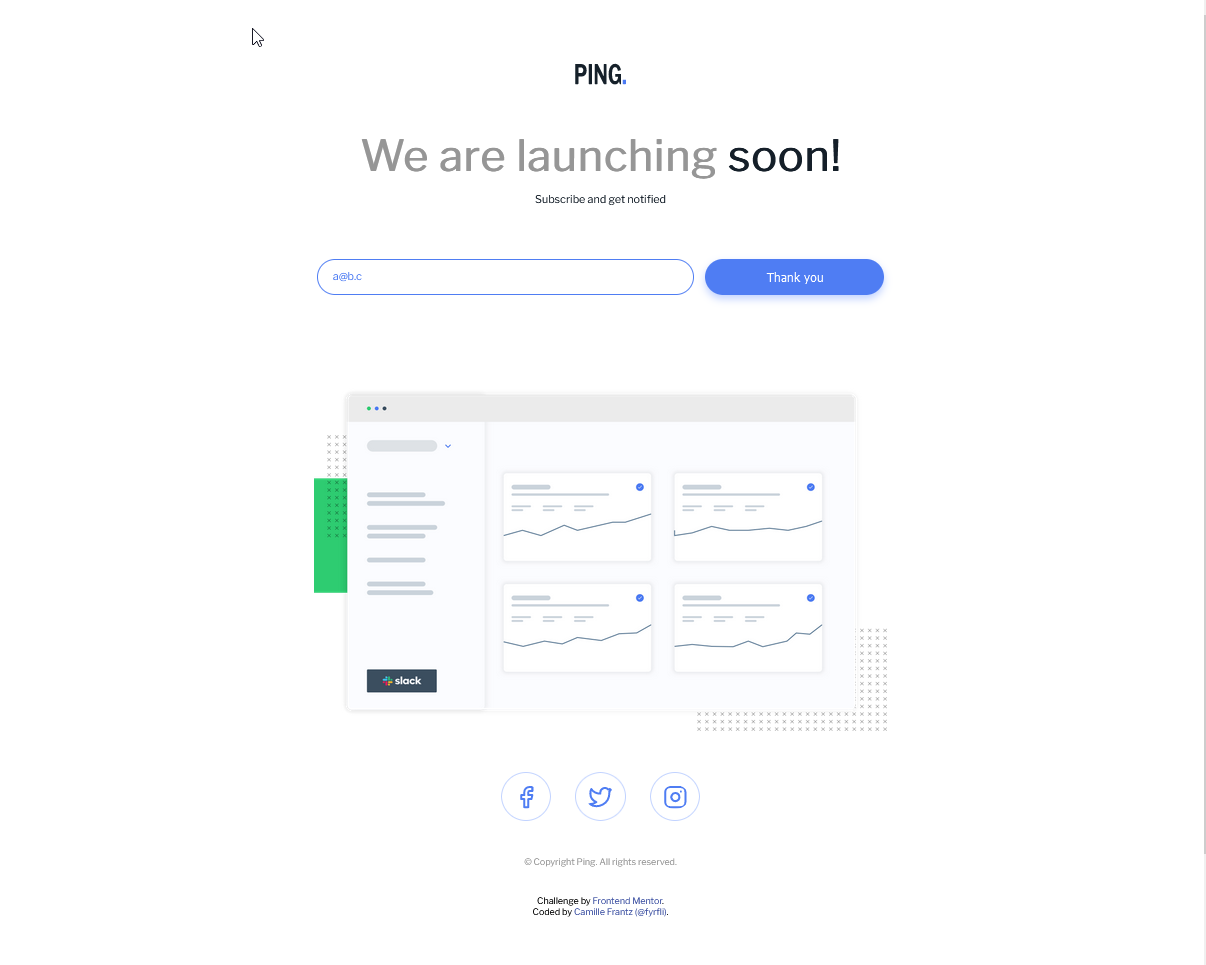 PING.
We are launching soon!
Subscribe and get notified
a@b.c
Thank you
slack
© Copyright Ping. All rights reserved.
Challenge by Frontend Mentor.
Coded by Camille Frantz (@fyrfli).